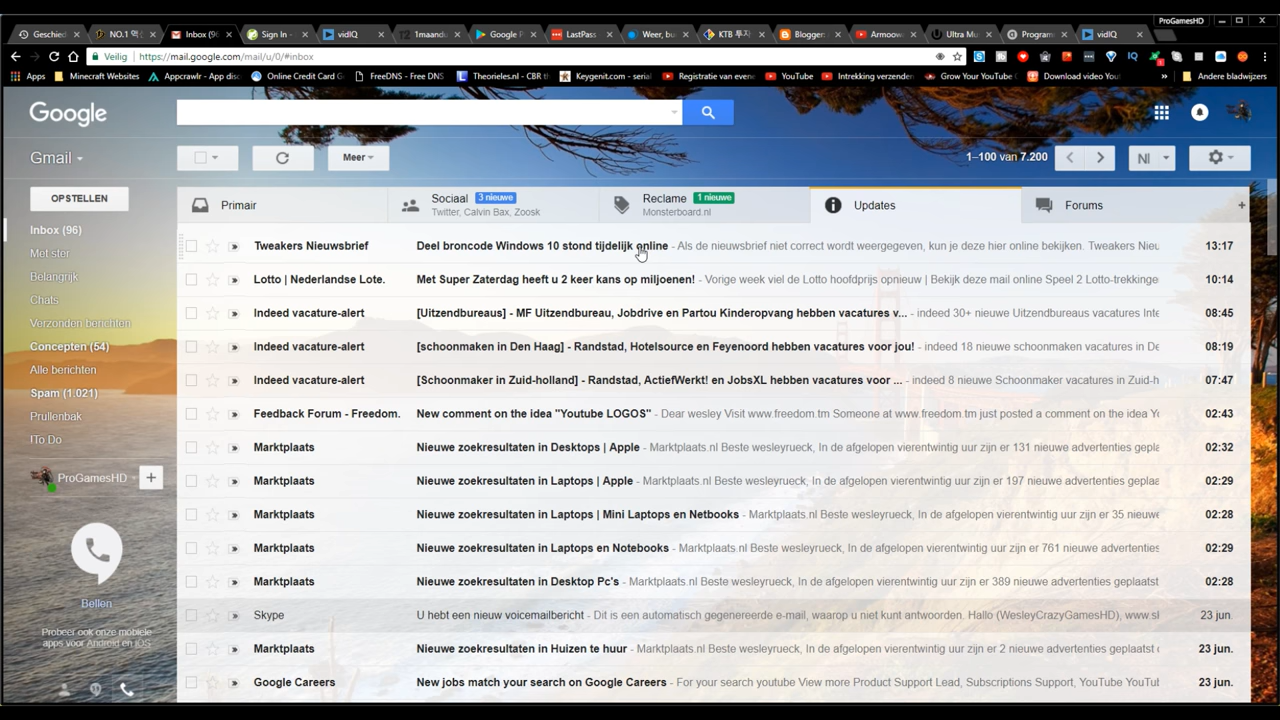 ProGamesHD
Geschied
NO.1 맥
Inbox (96
Sign In -
vidIQ
12maandu
Google P
LastPass
Weer, bu
KTB 투자
Blogger:
Armoow
Ultra Mu
Program
vidIQ
Veilig https://mail.google.com/mail/u/0/#inbox
Apps Minecraft Websites Appcrawlr - App disc Online Credit Card G FreeDNS - Free DNS Theorieles.nl - CBR th Keygenit.com - serial Registratie van evene YouTube Intrekking verzenden Grow Your YouTube C Download video You » Andere bladwijzers
Google
Gmail
Meer
1–100 van 7.200
Nl
OPSTELLEN
Inbox (96)
Met ster
Belangrijk
Chats
Verzonden berichten
Concepten (54)
Alle berichten
Spam (1.021)
Prullenbak
ITo Do
ProGamesHD
Bellen
Probeer ook onze mobiele
apps voor Android en iOS
Primair
Sociaal 3 nieuwe
Twitter, Calvin Bax, Zoosk
Reclame 1 nieuwe
Monsterboard.nl
Updates
Forums
Tweakers Nieuwsbrief Deel broncode Windows 10 stond tijdelijk online - Als de nieuwsbrief niet correct wordt weergegeven, kun je deze hier online bekijken. Tweakers Nieu 13:17
Lotto | Nederlandse Lote. Met Super Zaterdag heeft u 2 keer kans op miljoenen! - Vorige week viel de Lotto hoofdprijs opnieuw | Bekijk deze mail online Speel 2 Lotto-trekkinge 10:14
Indeed vacature-alert [Uitzendbureaus] - MF Uitzendbureau, Jobdrive en Partou Kinderopvang hebben vacatures v... - indeed 30+ nieuwe Uitzendbureaus vacatures Inte 08:45
Indeed vacature-alert [schoonmaken in Den Haag] - Randstad, Hotelsource en Feyenoord hebben vacatures voor jou! - indeed 18 nieuwe schoonmaken vacatures in De 08:19
Indeed vacature-alert [Schoonmaker in Zuid-holland] - Randstad, ActiefWerkt! en JobsXL hebben vacatures voor ... - indeed 8 nieuwe Schoonmaker vacatures in Zuid-h 07:47
Feedback Forum - Freedom. New comment on the idea "Youtube LOGOS" - Dear wesley Visit www.freedom.tm Someone at www.freedom.tm just posted a comment on the idea Yo 02:43
Marktplaats Nieuwe zoekresultaten in Desktops | Apple - Marktplaats.nl Beste wesleyrueck, In de afgelopen vierentwintig uur zijn er 131 nieuwe advertenties gepla 02:32
Marktplaats Nieuwe zoekresultaten in Laptops | Apple - Marktplaats.nl Beste wesleyrueck, In de afgelopen vierentwintig uur zijn er 197 nieuwe advertenties geplaat 02:29
Marktplaats Nieuwe zoekresultaten in Laptops | Mini Laptops en Netbooks - Marktplaats.nl Beste wesleyrueck, In de afgelopen vierentwintig uur zijn er 35 nieuwe 02:28
Marktplaats Nieuwe zoekresultaten in Laptops en Notebooks - Marktplaats.nl Beste wesleyrueck, In de afgelopen vierentwintig uur zijn er 761 nieuwe advertenties 02:29
Marktplaats Nieuwe zoekresultaten in Desktop Pc's - Marktplaats.nl Beste wesleyrueck, In de afgelopen vierentwintig uur zijn er 389 nieuwe advertenties geplaatst 02:28
Skype U hebt een nieuw voicemailbericht - Dit is een automatisch gegenereerde e-mail, waarop u niet kunt antwoorden. Hallo (WesleyCrazyGamesHD), www.sk 23 jun.
Marktplaats Nieuwe zoekresultaten in Huizen te huur - Marktplaats.nl Beste wesleyrueck, In de afgelopen vierentwintig uur zijn er 2 nieuwe advertenties geplaatst o 23 jun.
Google Careers New jobs match your search on Google Careers - For your search youtube View more Product Support Lead, Subscriptions Support, YouTube YouTub 23 jun.